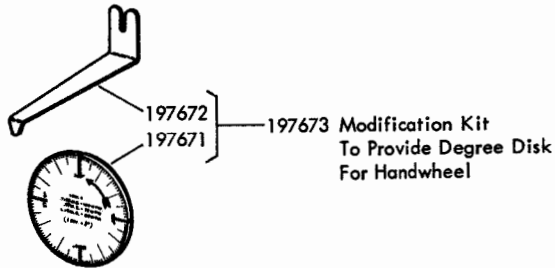 197672
197671
197673 Modification Kit
To Provide Degree Disk
For Handwheel